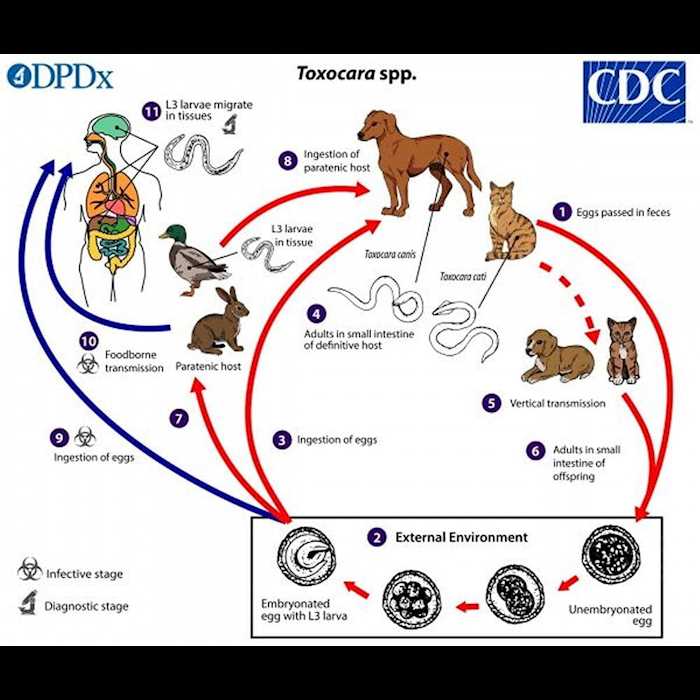 DPDx
Toxocara spp.
CDC
11 L3 larvae migrate
in tissues
8 Ingestion of
paratenic host
1 Eggs passed in feces
L3 larvae
in tissue
Toxocara canis
Toxocara cati
4
Adults in small intestine
of definitive host
10
Foodborne
transmission
Paratenic host
5 Vertical transmission
7
9
Ingestion of eggs
3 Ingestion of eggs
6 Adults in small
intestine of
offspring
2 External Environment
Infective stage
Diagnostic stage
Embryonated
egg with L3 larva
Unembryonated
egg